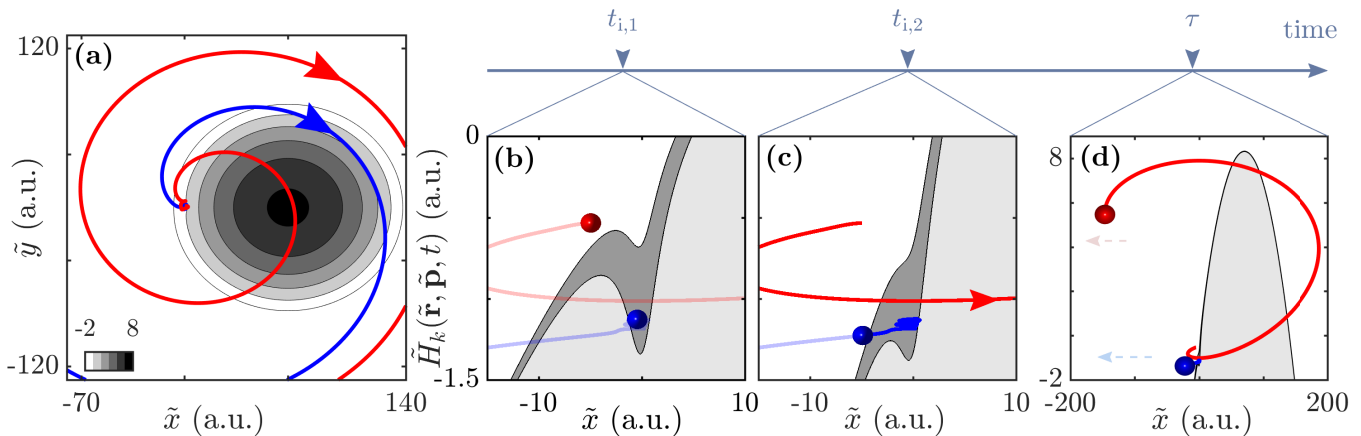 t_{i,1}
t_{i,2}
τ
time
(a)
120
-120
ỹ (a.u.)
-2
8
-70
140
x̃ (a.u.)
H̃_k(r̃, p̃, t) (a.u.)
(b)
0
-1.5
-10
10
x̃ (a.u.)
(c)
-10
10
x̃ (a.u.)
(d)
8
-2
-200
200
x̃ (a.u.)